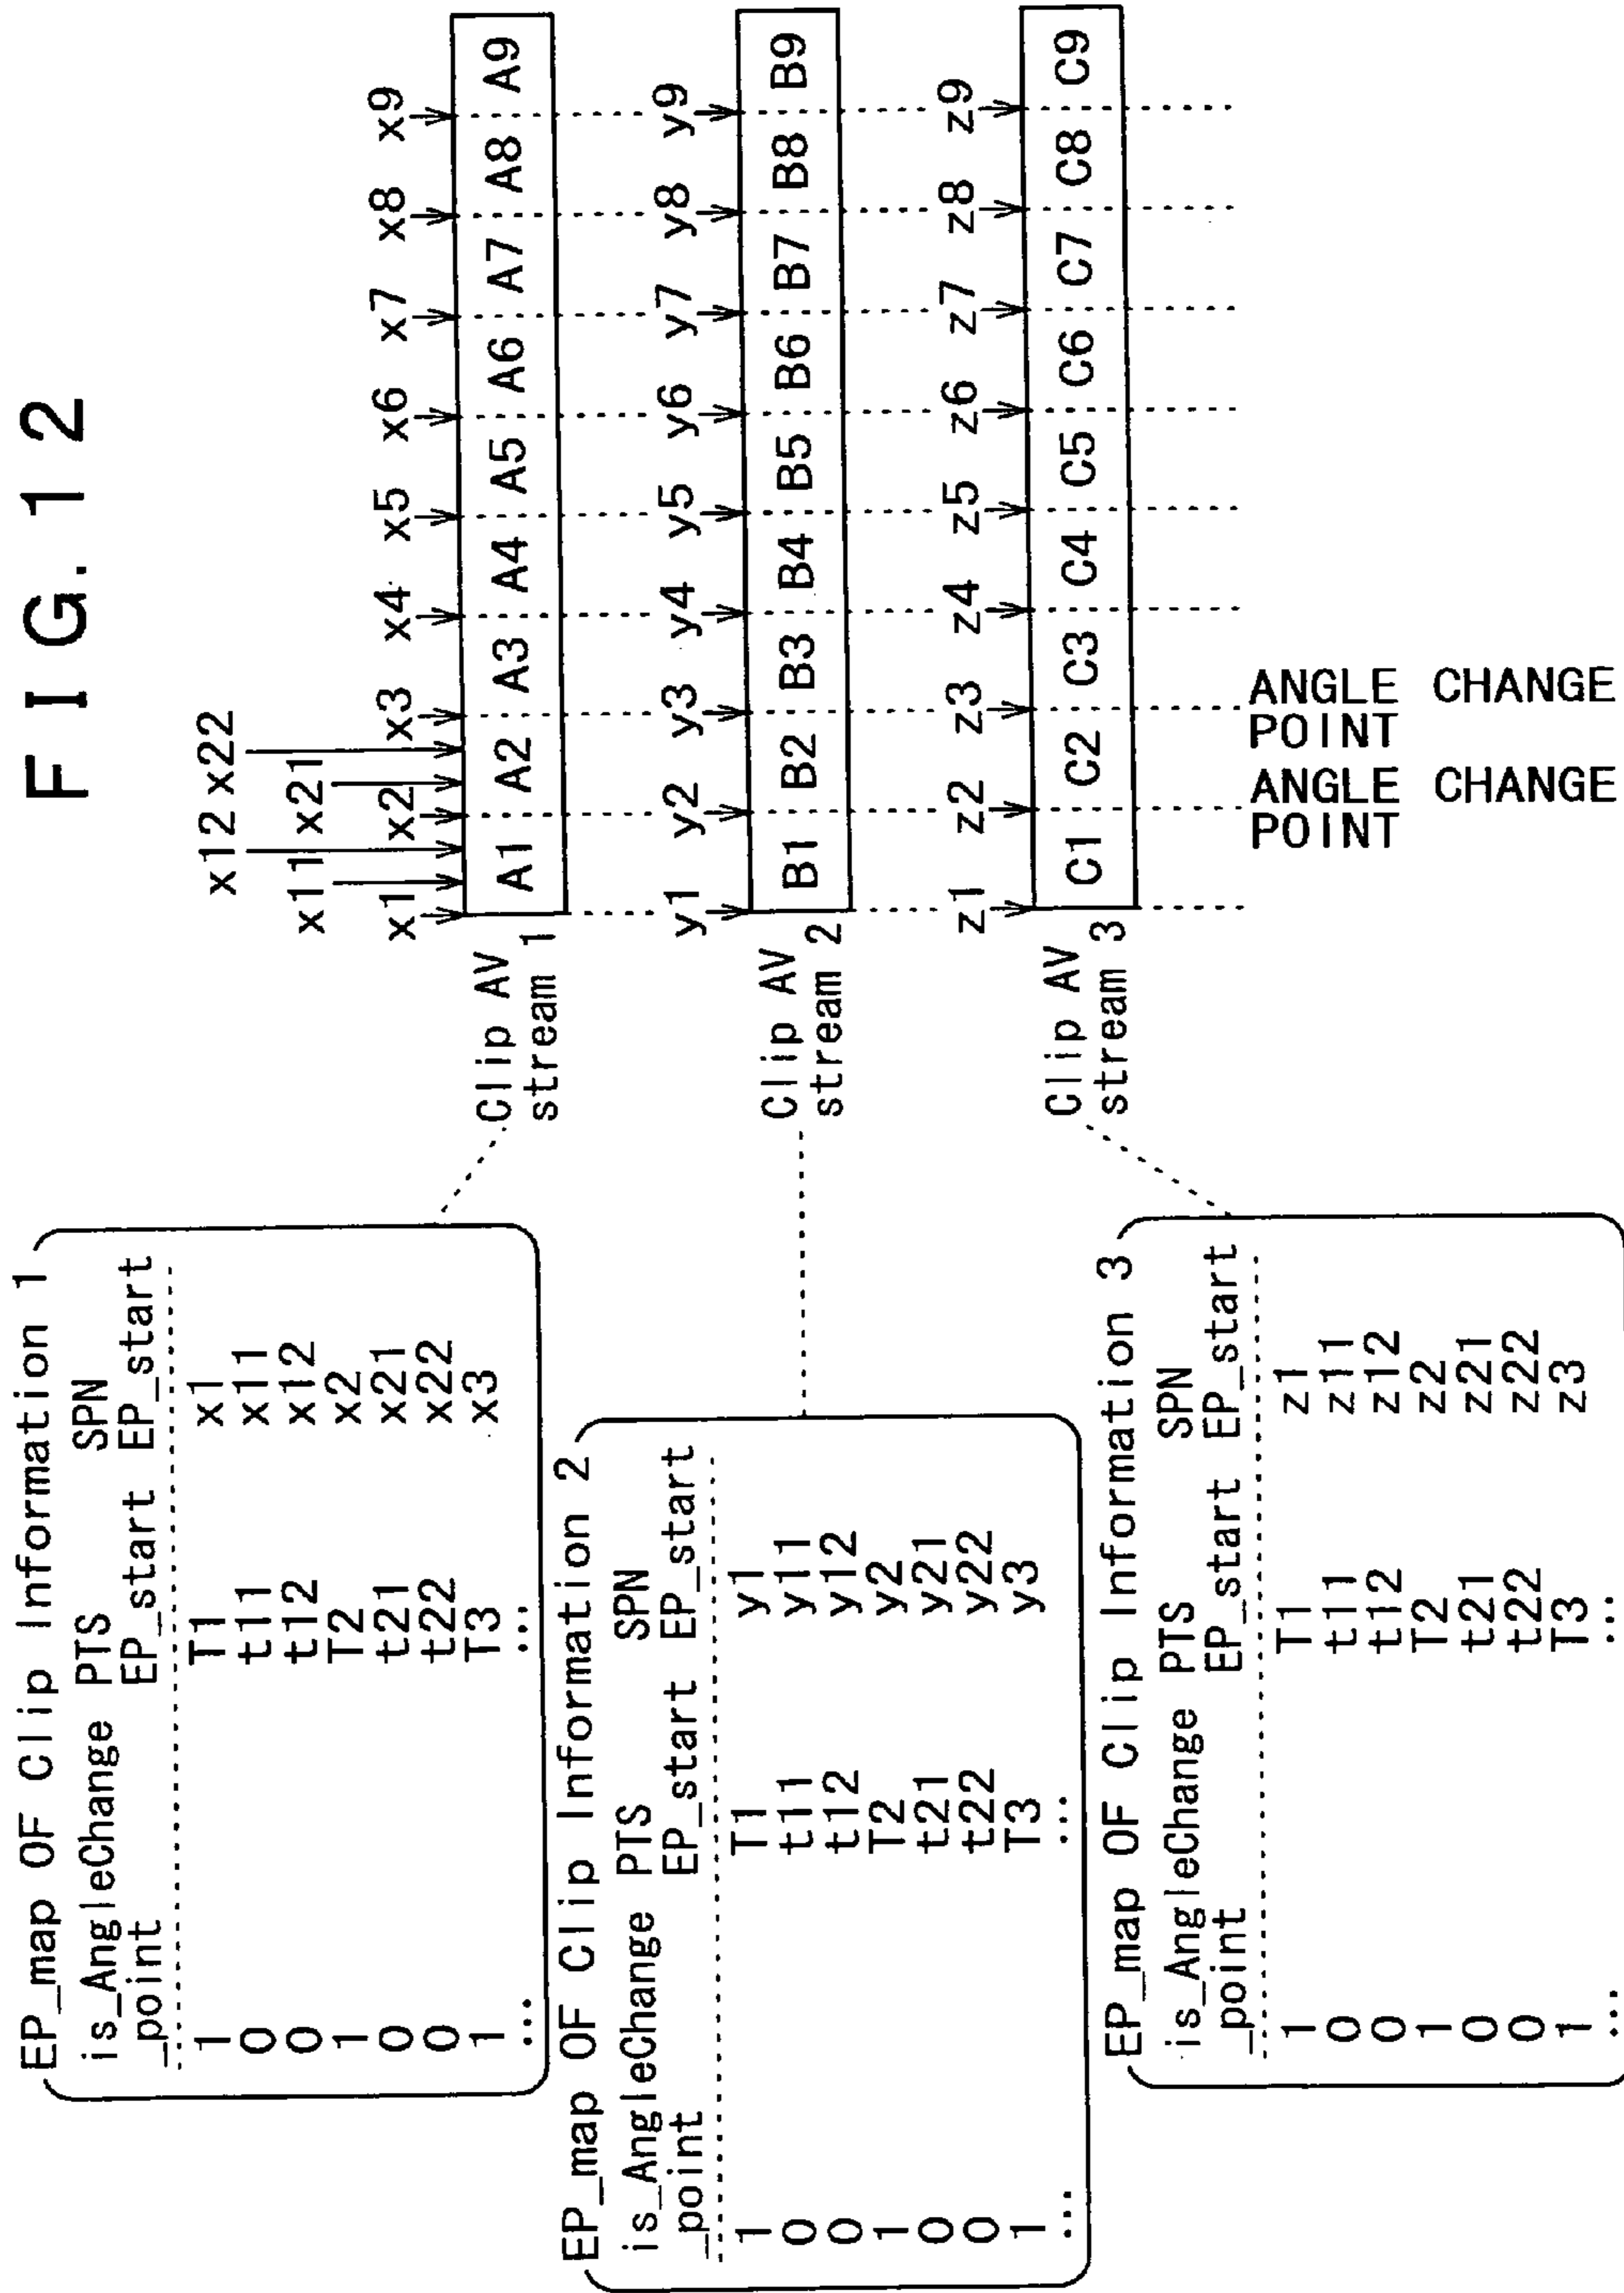 FIG. 12
EP_map OF Clip Information 1
is_AngleChange PTS SPN
_point EP_start EP_start
1 T1 x1
0 t11 x11
0 t12 x12
1 T2 x2
0 t21 x21
0 t22 x22
1 T3 x3
... ...
EP_map OF Clip Information 2
is_AngleChange PTS SPN
_point EP_start EP_start
1 T1 y1
0 t11 y11
0 t12 y12
1 T2 y2
0 t21 y21
0 t22 y22
1 T3 y3
... ...
EP_map OF Clip Information 3
is_AngleChange PTS SPN
_point EP_start EP_start
1 T1 z1
0 t11 z11
0 t12 z12
1 T2 z2
0 t21 z21
0 t22 z22
1 T3 z3
... ...
x12 x22
x11 x21
x1 x2 x3 x4 x5 x6 x7 x8 x9
Clip AV
stream 1
A1 A2 A3 A4 A5 A6 A7 A8 A9
y1 y2 y3 y4 y5 y6 y7 y8 y9
Clip AV
stream 2
B1 B2 B3 B4 B5 B6 B7 B8 B9
z1 z2 z3 z4 z5 z6 z7 z8 z9
Clip AV
stream 3
C1 C2 C3 C4 C5 C6 C7 C8 C9
ANGLE CHANGE
POINT
ANGLE CHANGE
POINT